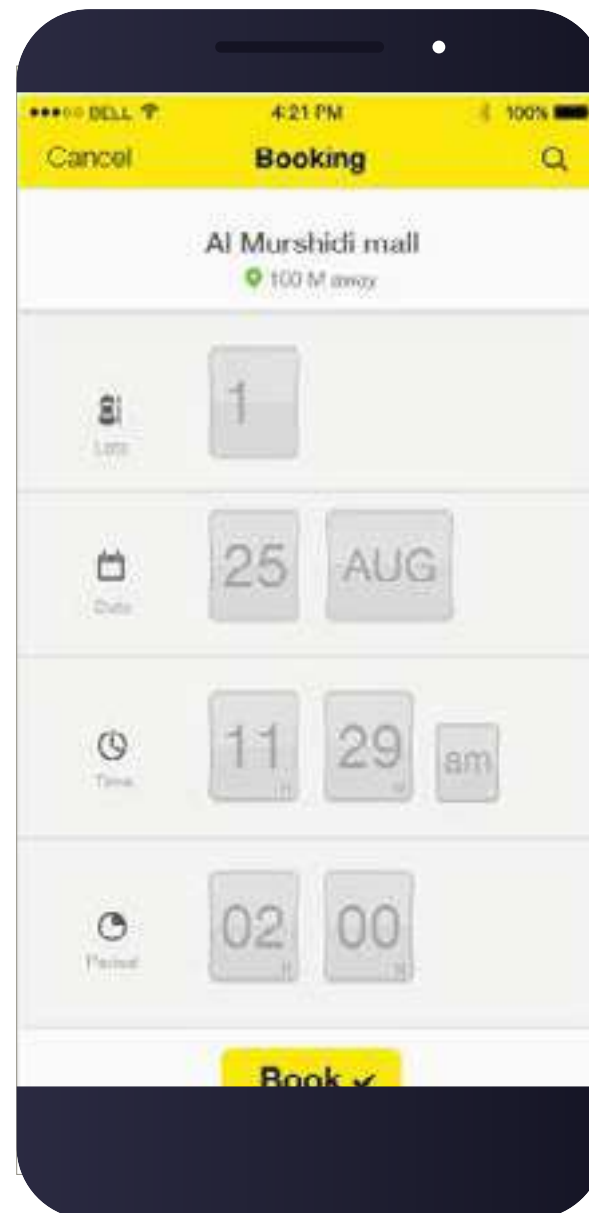 BELL 4:21 PM 100%
Cancel Booking
Al Murshidi mall
100 M away
1
Lots
25 AUG
Date
11 H 29 M am
Time
02 H 00 M
Period
Book